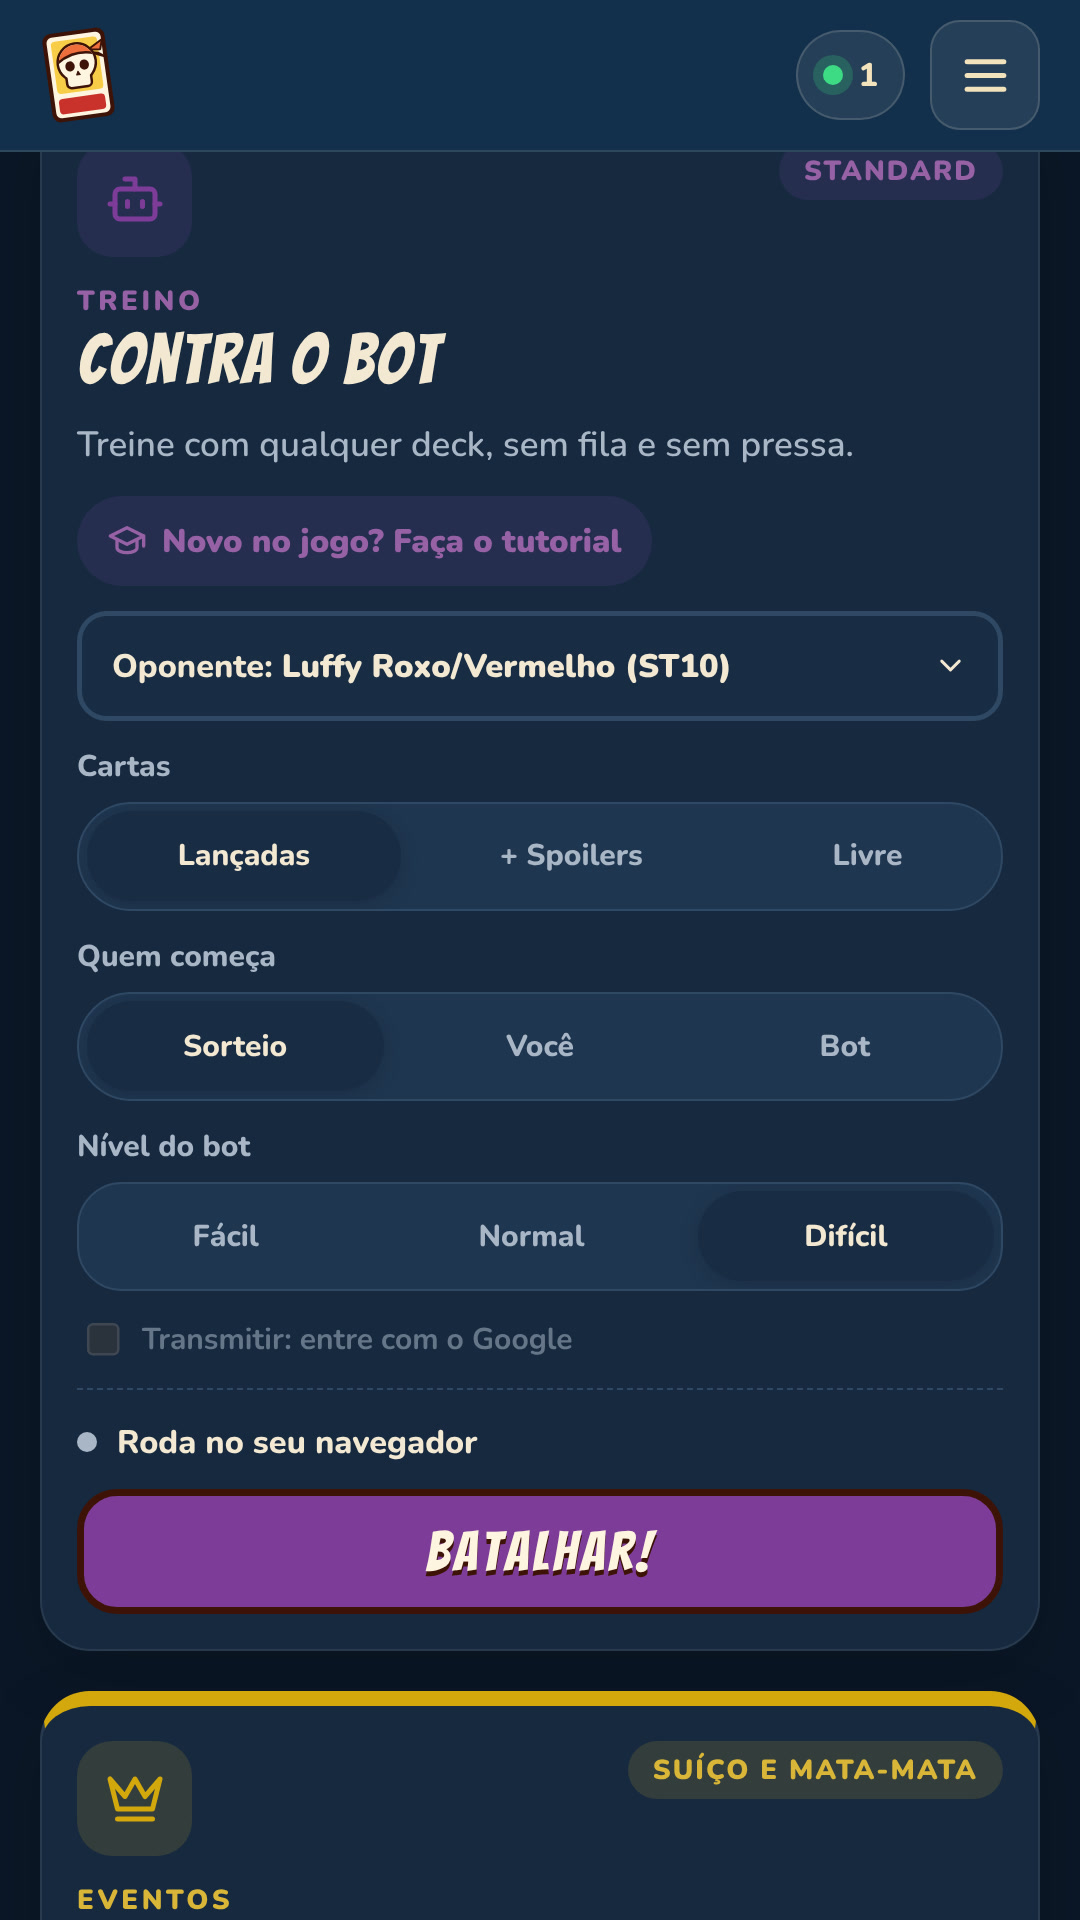 1
STANDARD
TREINO
CONTRA O BOT
Treine com qualquer deck, sem fila e sem pressa.
Novo no jogo? Faça o tutorial
Oponente: Luffy Roxo/Vermelho (ST10)
Cartas
Lançadas + Spoilers Livre
Quem começa
Sorteio Você Bot
Nível do bot
Fácil Normal Difícil
Transmitir: entre com o Google
Roda no seu navegador
BATALHAR!
SUÍÇO E MATA-MATA
EVENTOS